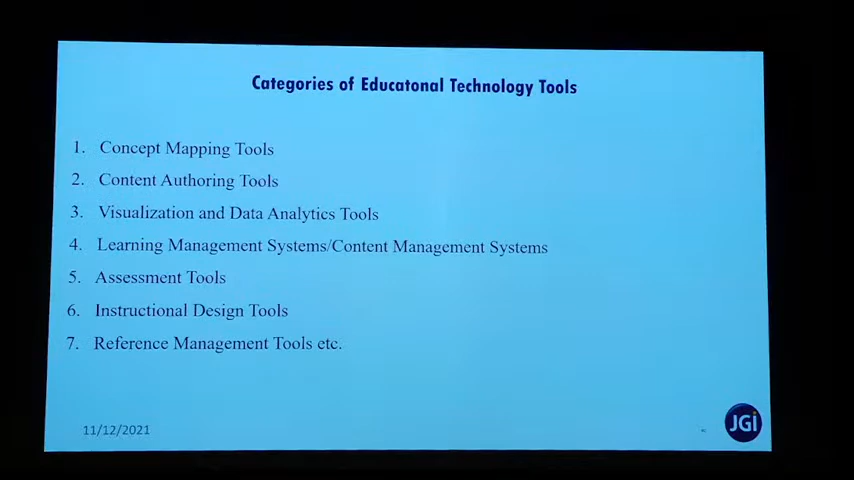 Categories of Educatonal Technology Tools
1. Concept Mapping Tools
2. Content Authoring Tools
3. Visualization and Data Analytics Tools
4. Learning Management Systems/Content Management Systems
5. Assessment Tools
6. Instructional Design Tools
7. Reference Management Tools etc.
11/12/2021
JGi